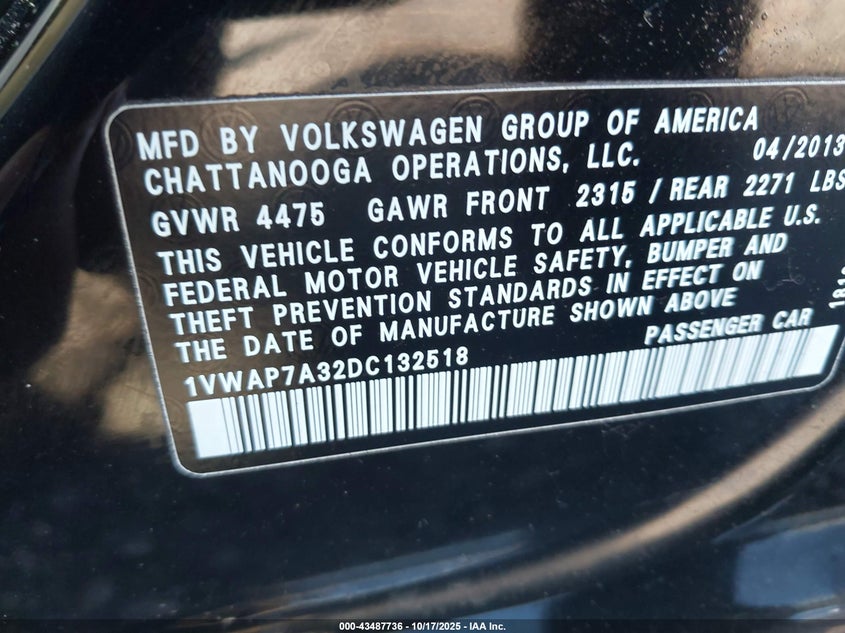 MFD BY VOLKSWAGEN GROUP OF AMERICA
CHATTANOOGA OPERATIONS, LLC. 04/2013
GVWR 4475 GAWR FRONT 2315 / REAR 2271 LBS
THIS VEHICLE CONFORMS TO ALL APPLICABLE U.S.
FEDERAL MOTOR VEHICLE SAFETY, BUMPER AND
THEFT PREVENTION STANDARDS IN EFFECT ON
THE DATE OF MANUFACTURE SHOWN ABOVE
1VWAP7A32DC132518 PASSENGER CAR
000-43487736 - 10/17/2025 - IAA Inc.